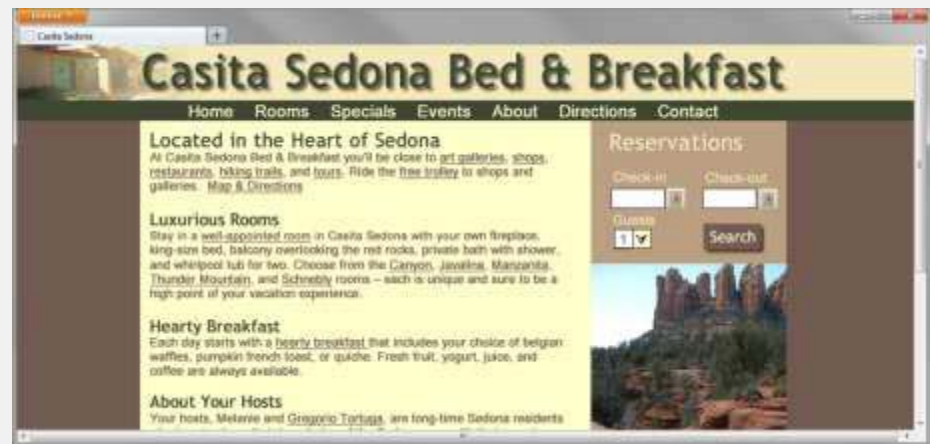 Casita Sedona
Casita Sedona Bed & Breakfast
Home Rooms Specials Events About Directions Contact
Located in the Heart of Sedona
At Casita Sedona Bed & Breakfast you'll be close to art galleries, shops,
restaurants, hiking trails, and tours. Ride the free trolley to shops and
galleries. Map & Directions
Luxurious Rooms
Stay in a well-appointed room in Casita Sedona with your own fireplace,
king-size bed, balcony overlooking the red rocks, private bath with shower,
and whirlpool tub for two. Choose from the Canyon, Javalina, Manzanita,
Thunder Mountain, and Schnebly rooms – each is unique and sure to be a
high point of your vacation experience.
Hearty Breakfast
Each day starts with a hearty breakfast that includes your choice of belgian
waffles, pumpkin french toast, or quiche. Fresh fruit, yogurt, juice, and
coffee are always available.
About Your Hosts
Your hosts, Melanie and Gregorio Tortuga, are long-time Sedona residents
Reservations
Check-in Check-out
Guests
1
Search